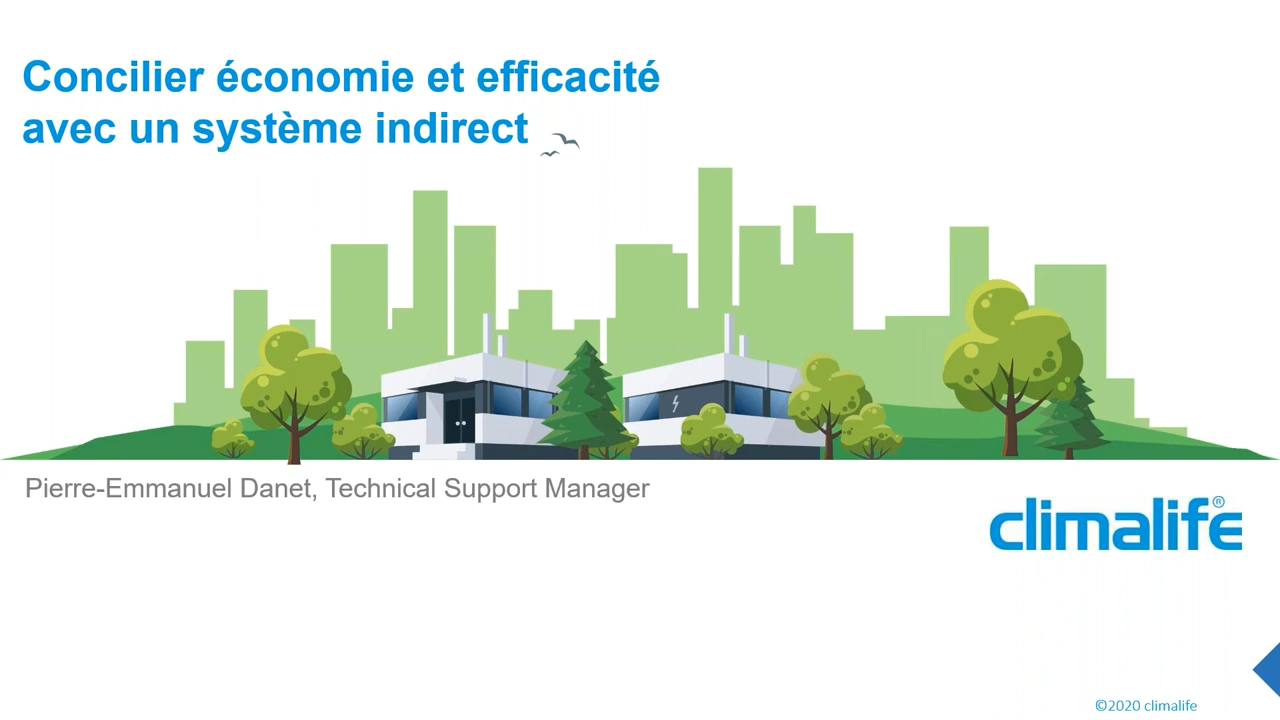 Concilier économie et efficacité
avec un système indirect
Pierre-Emmanuel Danet, Technical Support Manager
climalife®
©2020 climalife